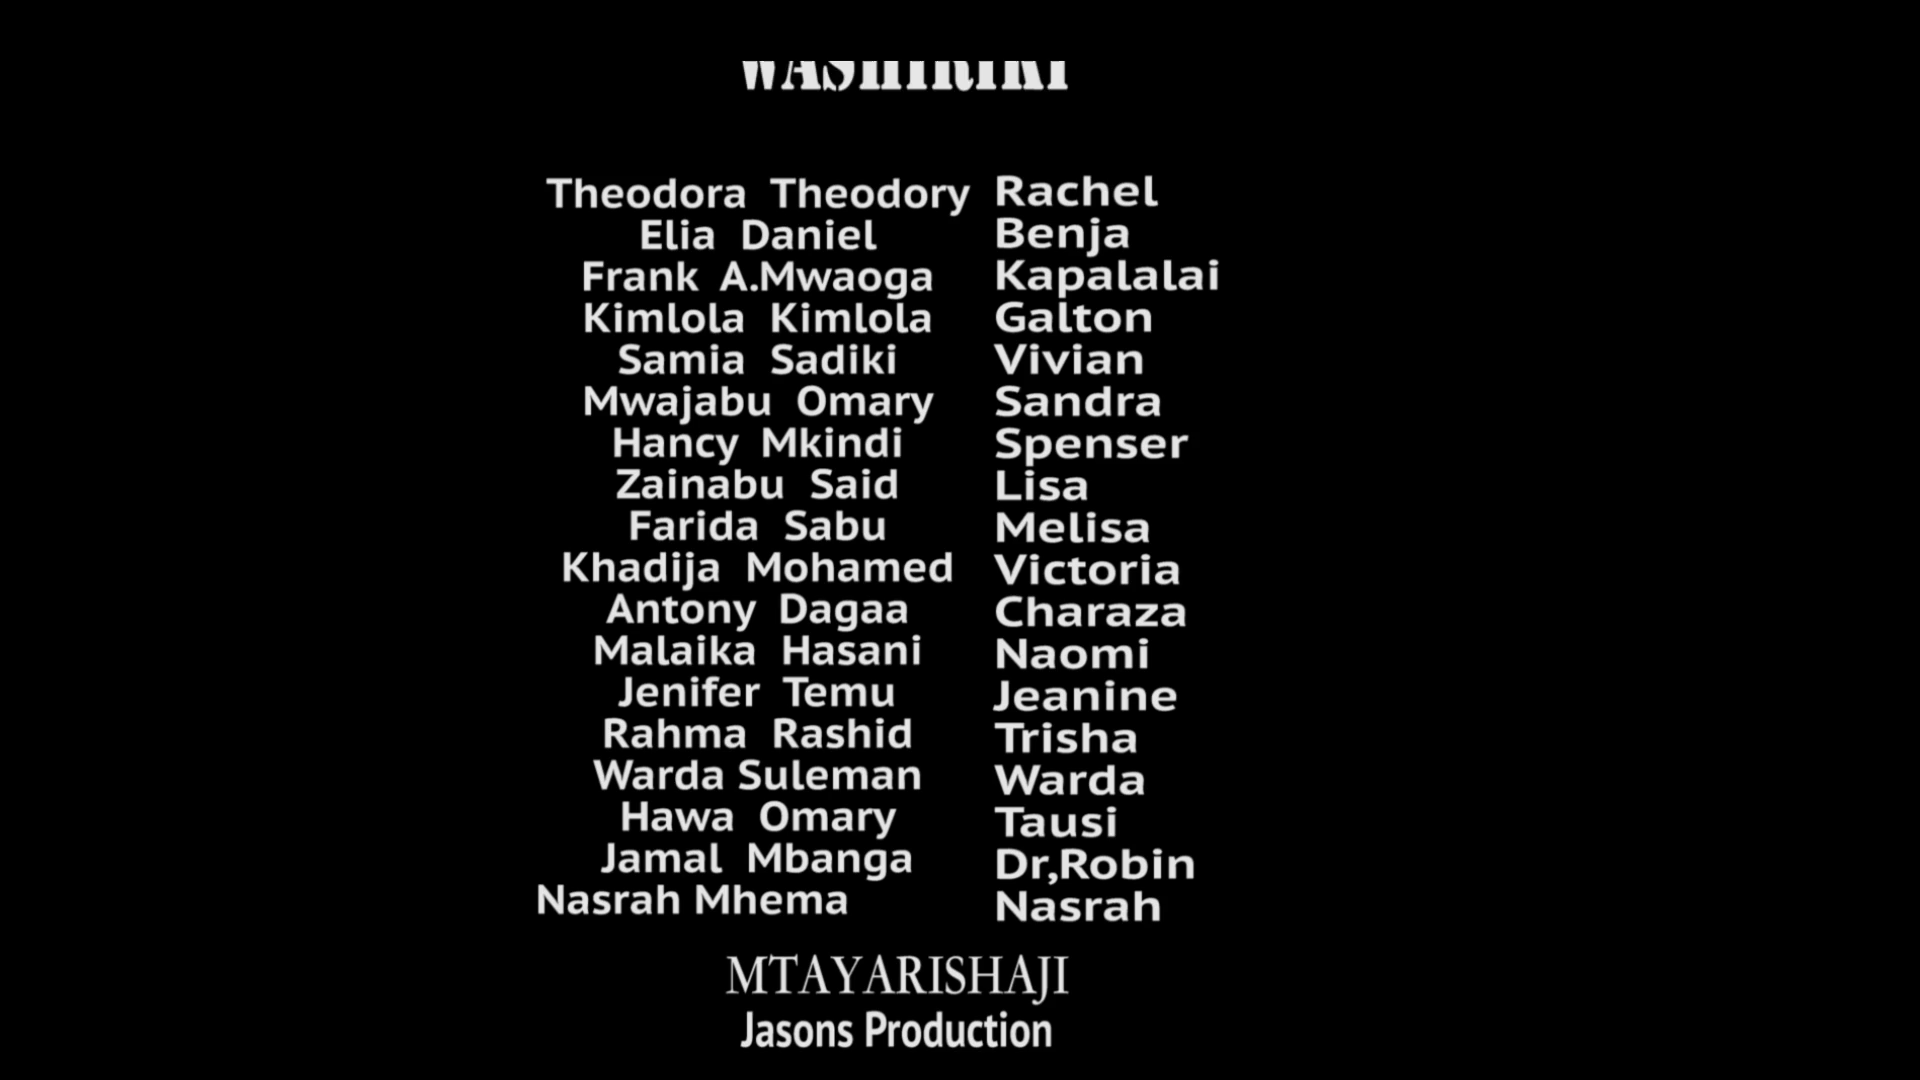 WASHIRIKI
Theodora Theodory Rachel
Elia Daniel Benja
Frank A.Mwaoga Kapalalai
Kimlola Kimlola Galton
Samia Sadiki Vivian
Mwajabu Omary Sandra
Hancy Mkindi Spenser
Zainabu Said Lisa
Farida Sabu Melisa
Khadija Mohamed Victoria
Antony Dagaa Charaza
Malaika Hasani Naomi
Jenifer Temu Jeanine
Rahma Rashid Trisha
Warda Suleman Warda
Hawa Omary Tausi
Jamal Mbanga Dr,Robin
Nasrah Mhema Nasrah
MTAYARISHAJI
Jasons Production